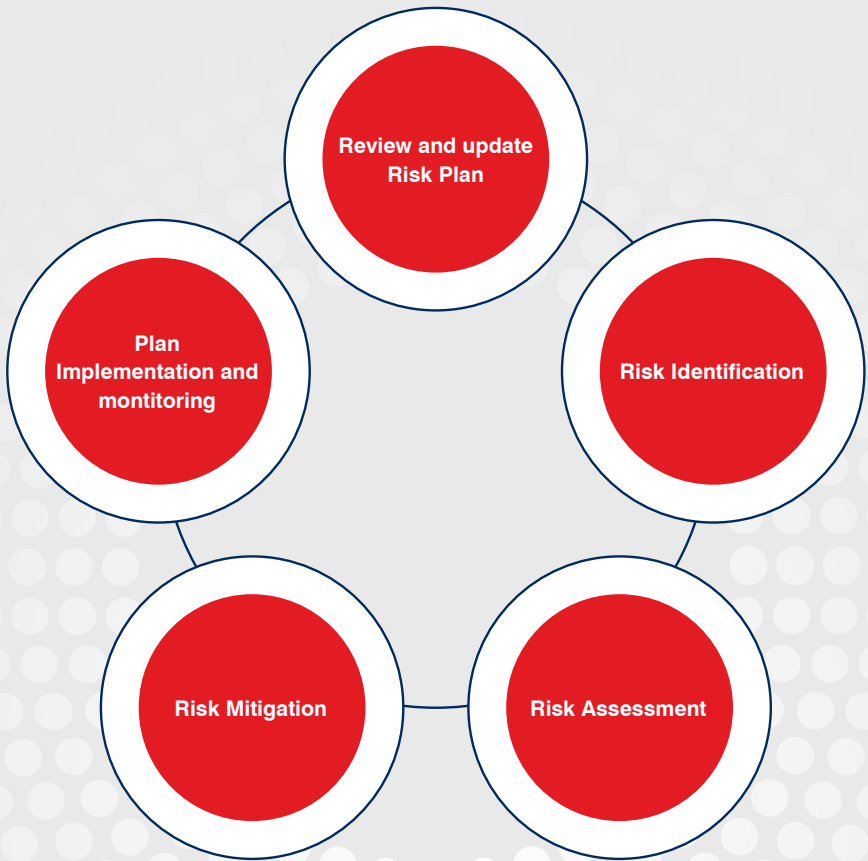 Review and update
Risk Plan
Plan
Implementation and
montitoring
Risk Identification
Risk Mitigation
Risk Assessment